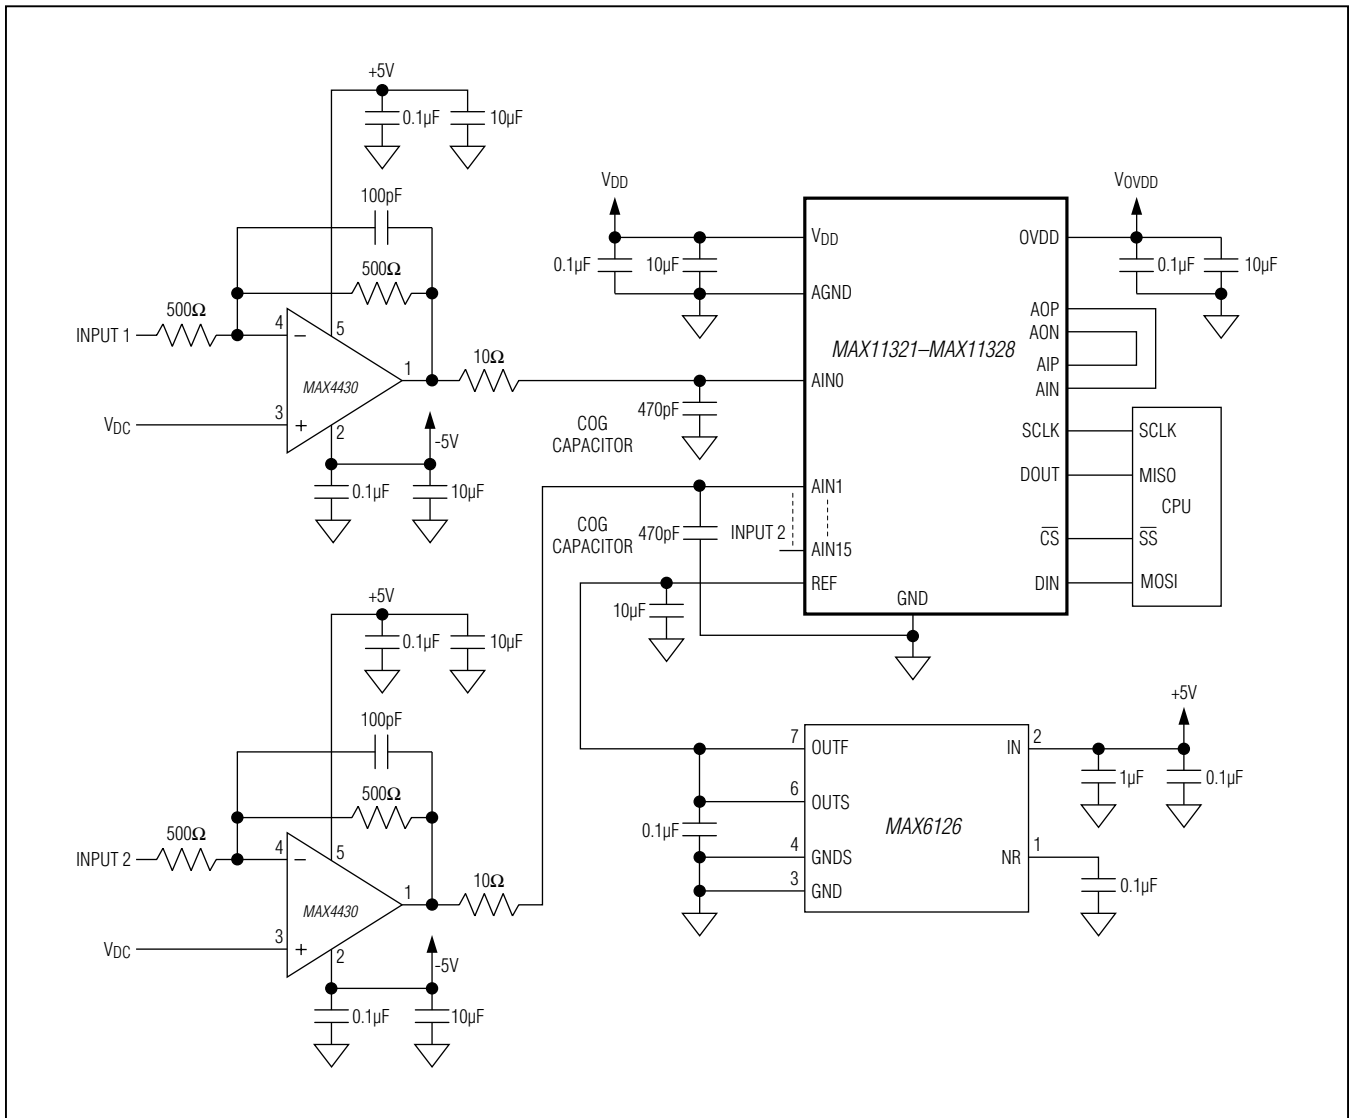 +5V
0.1µF
10µF
100pF
500Ω
500Ω
INPUT 1
4
−
5
1
MAX4430
3
+
2
VDC
10Ω
-5V
0.1µF
10µF
COG
CAPACITOR
470pF
VDD
0.1µF
10µF
VDD
AGND
AIN0
AIN1
AIN15
REF
GND
MAX11321–MAX11328
OVDD
AOP
AON
AIP
AIN
SCLK
DOUT
CS
DIN
VOVDD
0.1µF
10µF
SCLK
MISO
CPU
SS
MOSI
COG
CAPACITOR
470pF
INPUT 2
10µF
+5V
0.1µF
10µF
100pF
500Ω
500Ω
INPUT 2
4
−
5
1
MAX4430
3
+
2
VDC
10Ω
-5V
0.1µF
10µF
0.1µF
7
OUTF
6
OUTS
4
GNDS
3
GND
MAX6126
IN
2
NR
1
+5V
1µF
0.1µF
0.1µF